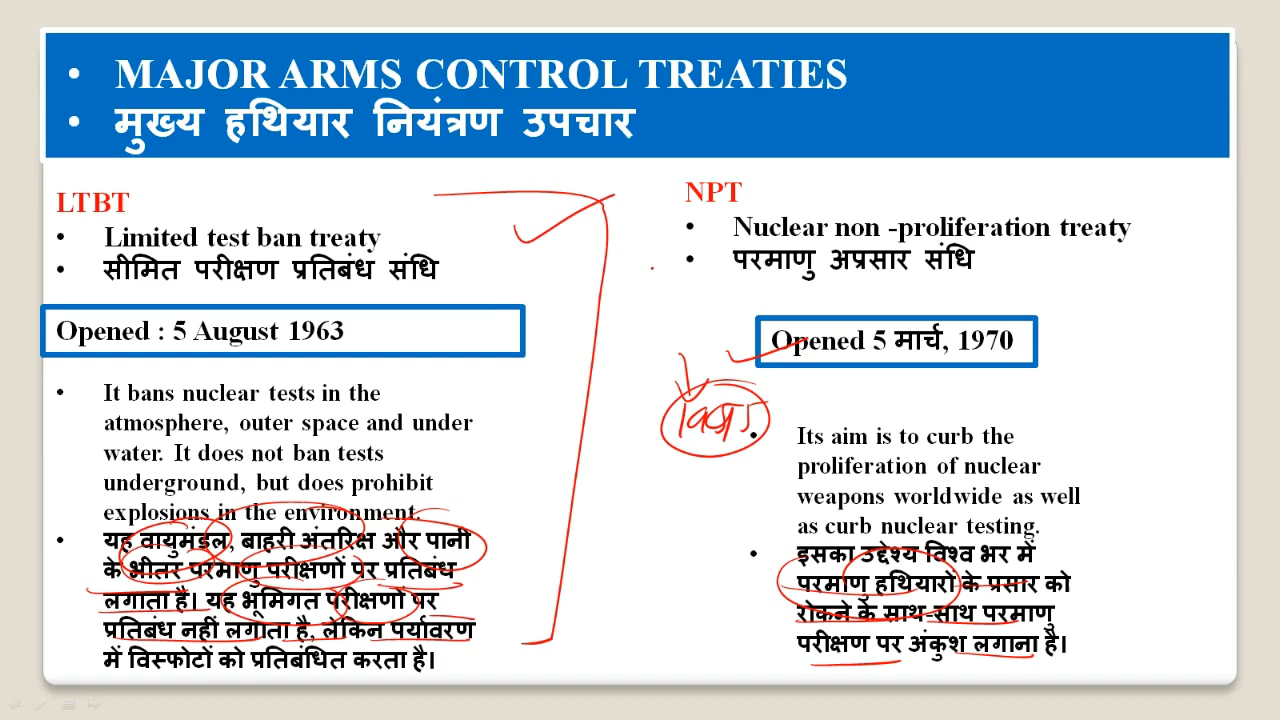 • MAJOR ARMS CONTROL TREATIES
• मुख्य हथियार नियंत्रण उपचार
LTBT
• Limited test ban treaty
• सीमित परीक्षण प्रतिबंध संधि
Opened : 5 August 1963
• It bans nuclear tests in the
atmosphere, outer space and under
water. It does not ban tests
underground, but does prohibit
explosions in the environment.
• यह वायुमंडल, बाहरी अंतरिक्ष और पानी
के भीतर परमाणु परीक्षणों पर प्रतिबंध
लगाता है। यह भूमिगत परीक्षणों पर
प्रतिबंध नहीं लगाता है, लेकिन पर्यावरण
में विस्फोटों को प्रतिबंधित करता है।
NPT
• Nuclear non -proliferation treaty
• परमाणु अप्रसार संधि
Opened 5 मार्च, 1970
• Its aim is to curb the
proliferation of nuclear
weapons worldwide as well
as curb nuclear testing.
• इसका उद्देश्य विश्व भर में
परमाणु हथियारों के प्रसार को
रोकने के साथ-साथ परमाणु
परीक्षण पर अंकुश लगाना है।